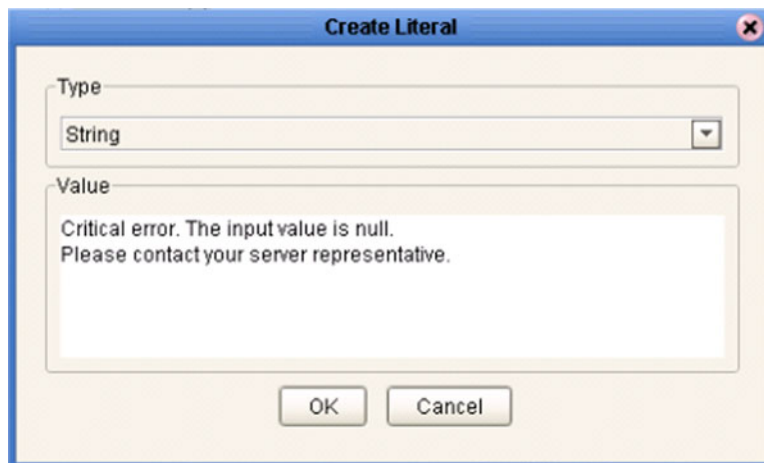 Create Literal
Type
String
Value
Critical error. The input value is null.
Please contact your server representative.
OK Cancel